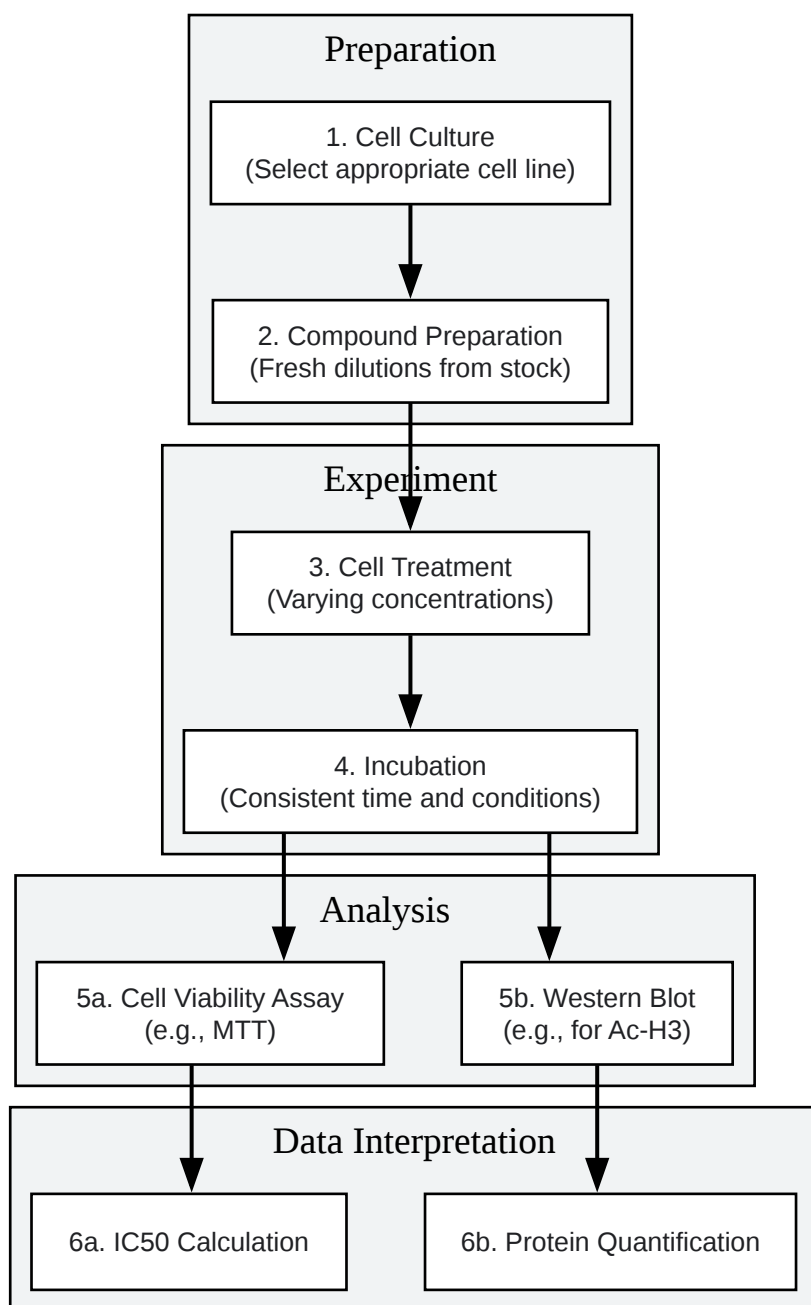 Preparation
1. Cell Culture
(Select appropriate cell line)
2. Compound Preparation
(Fresh dilutions from stock)
Experiment
3. Cell Treatment
(Varying concentrations)
4. Incubation
(Consistent time and conditions)
Analysis
5a. Cell Viability Assay
(e.g., MTT)
5b. Western Blot
(e.g., for Ac-H3)
Data Interpretation
6a. IC50 Calculation
6b. Protein Quantification